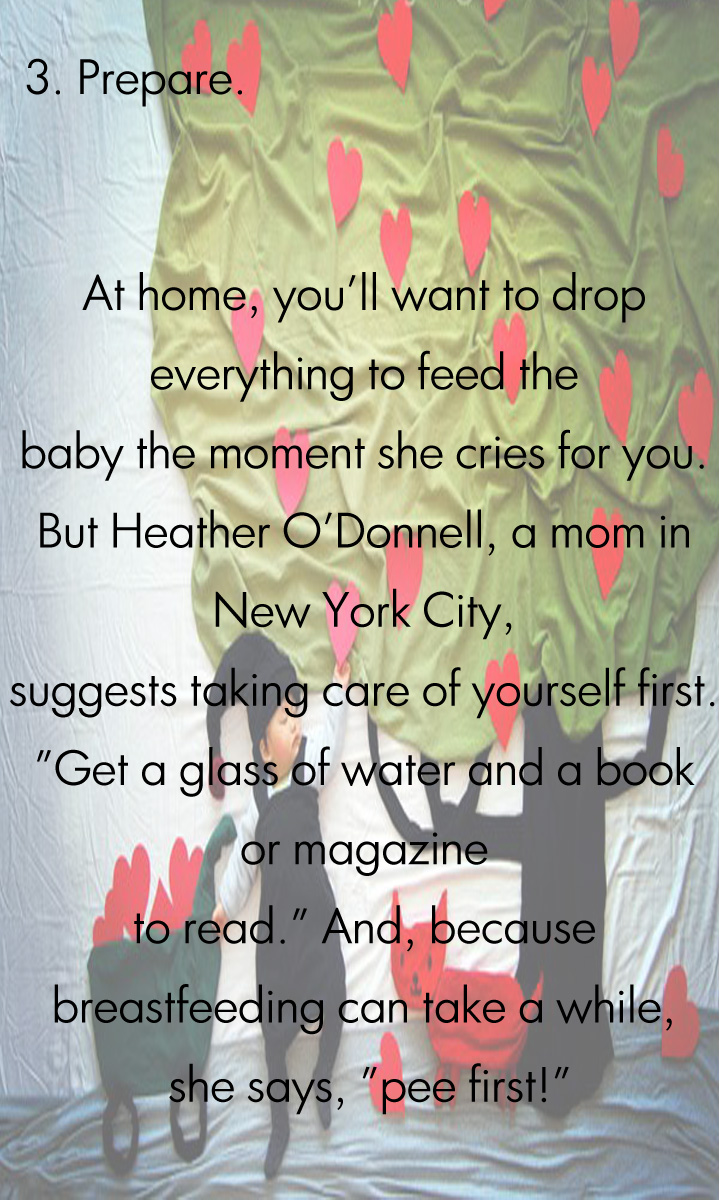 3. Prepare.
At home, you'll want to drop
everything to feed the
baby the moment she cries for you.
But Heather O'Donnell, a mom in
New York City,
suggests taking care of yourself first.
"Get a glass of water and a book
or magazine
to read." And, because
breastfeeding can take a while,
she says, "pee first!"